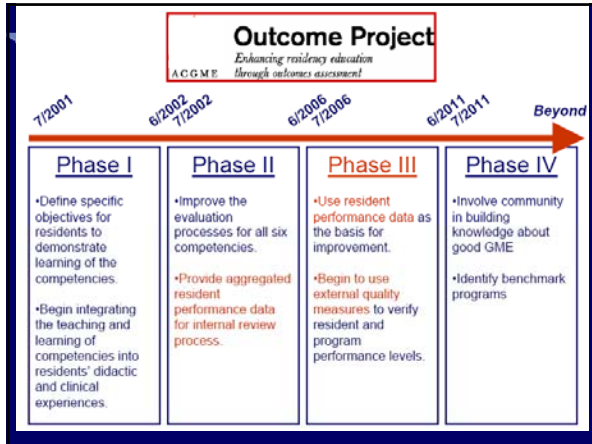 Outcome Project
Enhancing residency education
ACGME through outcomes assessment
7/2001
6/2002
7/2002
6/2006
7/2006
6/2011
7/2011
Beyond
Phase I
•Define specific
objectives for
residents to
demonstrate
learning of the
competencies.
•Begin integrating
the teaching and
learning of
competencies into
residents' didactic
and clinical
experiences.
Phase II
•Improve the
evaluation
processes for all six
competencies.
•Provide aggregated
resident
performance data
for internal review
process.
Phase III
•Use resident
performance data as
the basis for
improvement.
•Begin to use
external quality
measures to verify
resident and
program
performance levels.
Phase IV
•Involve community
in building
knowledge about
good GME
•Identify benchmark
programs